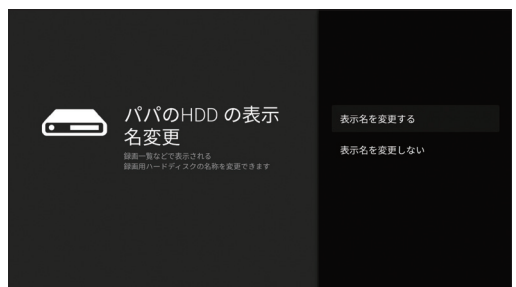 パパのHDD の表示
名変更
録画一覧などで表示される
録画用ハードディスクの名称を変更できます
表示名を変更する
表示名を変更しない